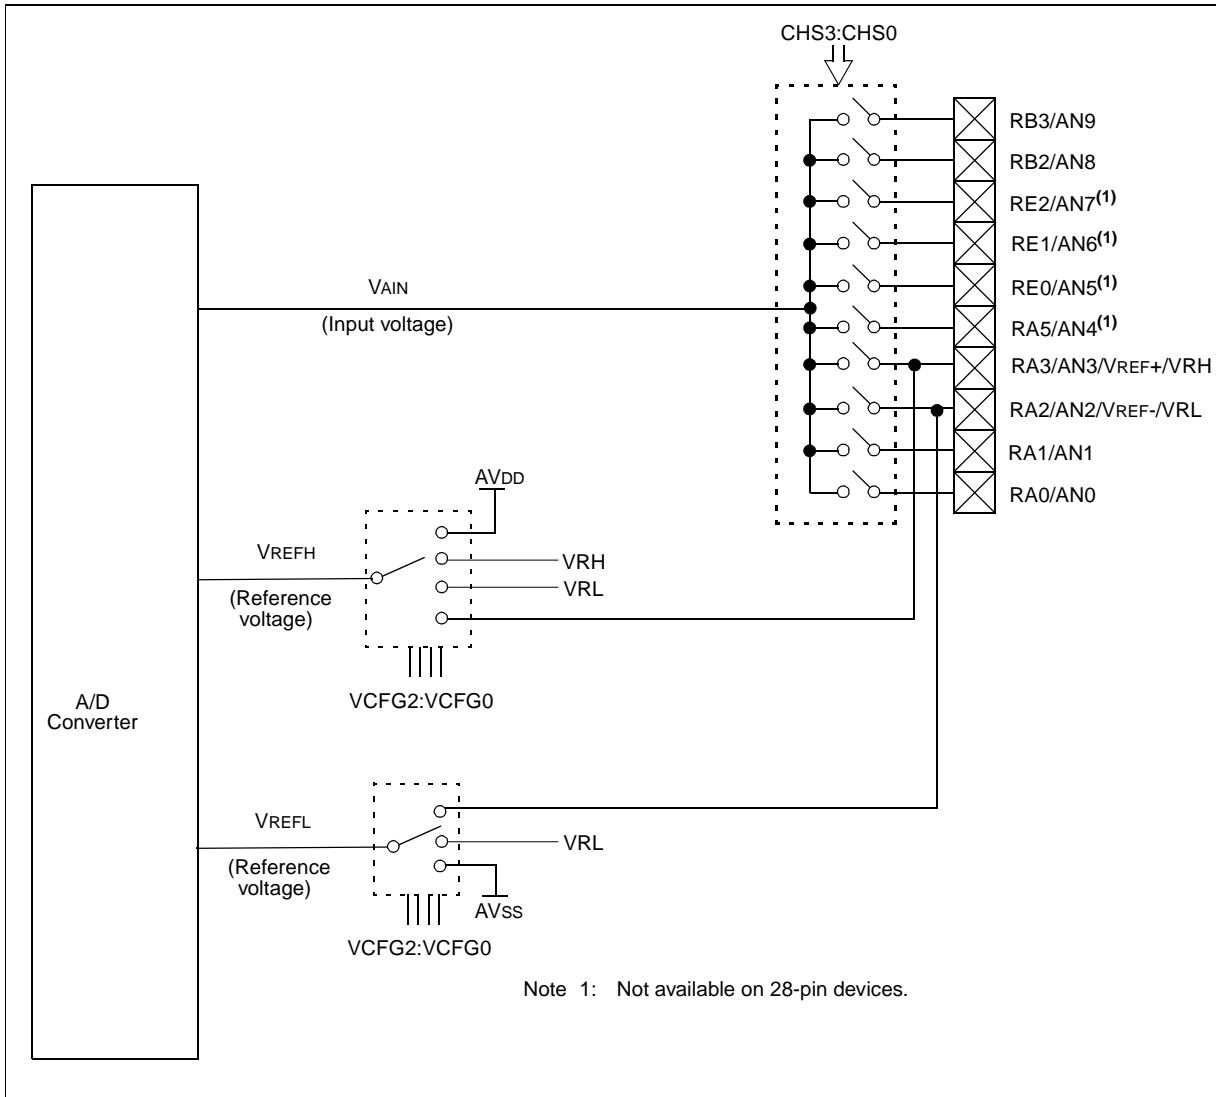 CHS3:CHS0
RB3/AN9
RB2/AN8
RE2/AN7(1)
RE1/AN6(1)
RE0/AN5(1)
RA5/AN4(1)
RA3/AN3/VREF+/VRH
RA2/AN2/VREF-/VRL
RA1/AN1
RA0/AN0
VAIN
(Input voltage)
AVDD
VREFH
(Reference
voltage)
VRH
VRL
VCFG2:VCFG0
A/D
Converter
VREFL
(Reference
voltage)
VRL
AVSS
VCFG2:VCFG0
Note 1: Not available on 28-pin devices.